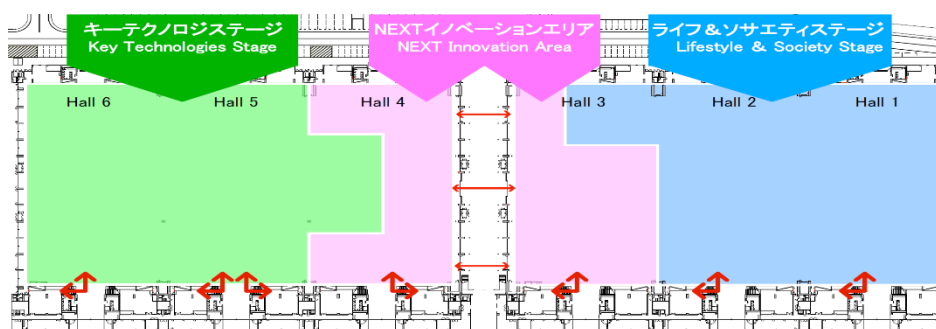 キーテクノロジステージ
Key Technologies Stage
NEXTイノベーションエリア
NEXT Innovation Area
ライフ&ソサエティステージ
Lifestyle & Society Stage
Hall 6
Hall 5
Hall 4
Hall 3
Hall 2
Hall 1